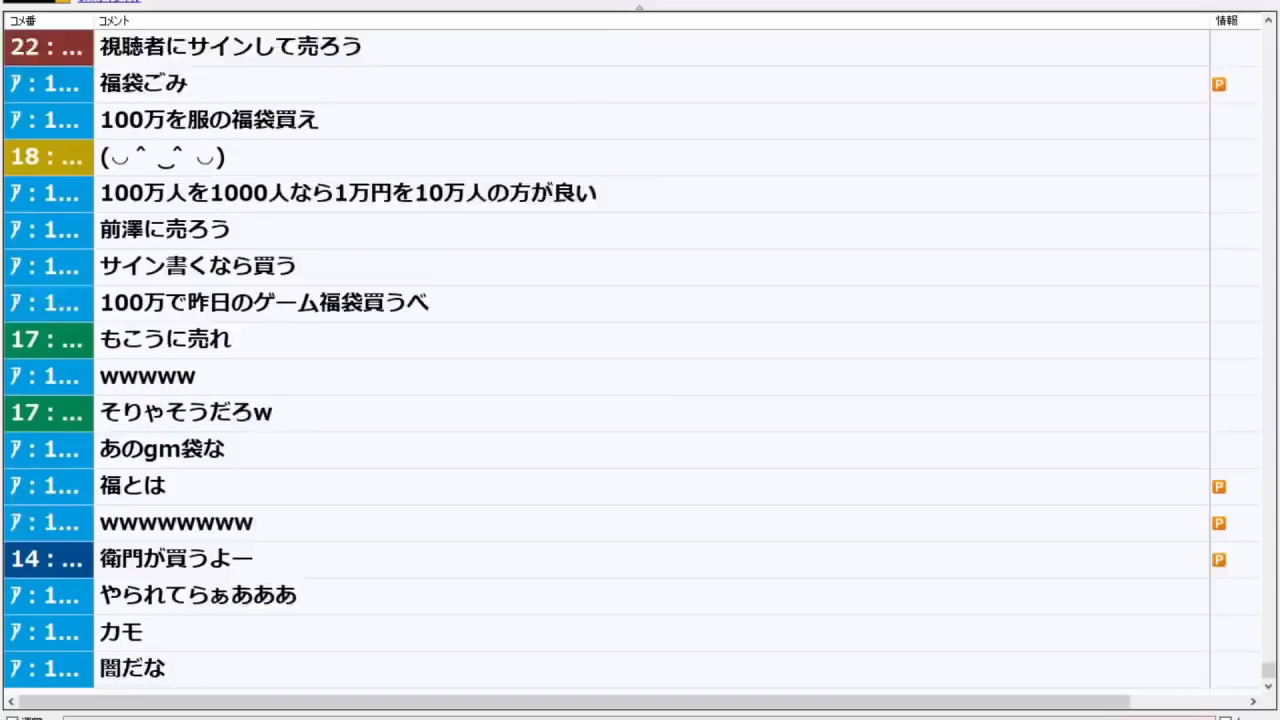 コメ番 コメント 情報
22：... 視聴者にサインして売ろう
ｱ：1... 福袋ごみ P
ｱ：1... 100万を服の福袋買え
18：... (◡ ̂ ‿ ̂ ◡)
ｱ：1... 100万人を1000人なら1万円を10万人の方が良い
ｱ：1... 前澤に売ろう
ｱ：1... サイン書くなら買う
ｱ：1... 100万で昨日のゲーム福袋買うべ
17：... もこうに売れ
ｱ：1... wwwww
17：... そりゃそうだろw
ｱ：1... あのgm袋な
ｱ：1... 福とは P
ｱ：1... wwwwwwww P
14：... 衛門が買うよー P
ｱ：1... やられてらぁあああ
ｱ：1... カモ
ｱ：1... 闇だな